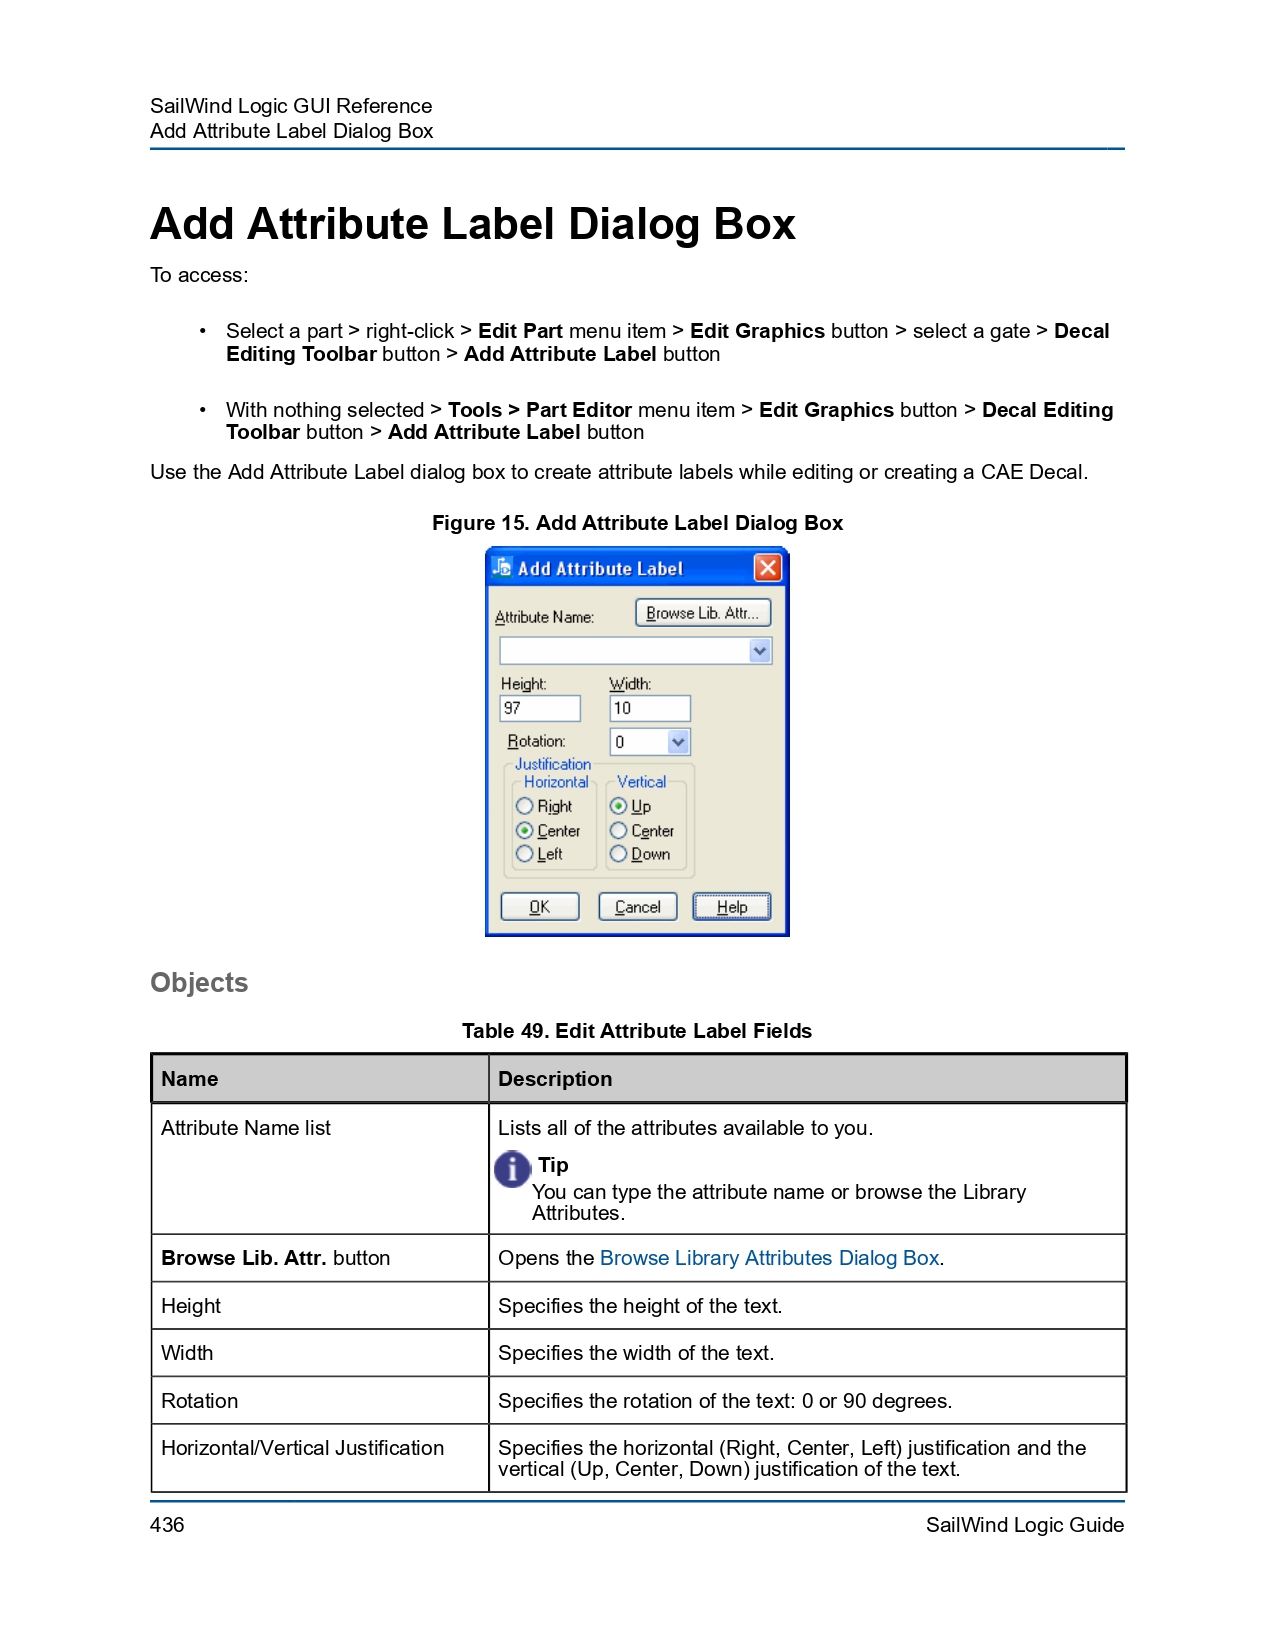 SailWind Logic GUI Reference
Add Attribute Label Dialog Box
Add Attribute Label Dialog Box
To access:
• Select a part > right-click > Edit Part menu item > Edit Graphics button > select a gate > Decal
Editing Toolbar button > Add Attribute Label button
• With nothing selected > Tools > Part Editor menu item > Edit Graphics button > Decal Editing
Toolbar button > Add Attribute Label button
Use the Add Attribute Label dialog box to create attribute labels while editing or creating a CAE Decal.
Figure 15. Add Attribute Label Dialog Box
Add Attribute Label
Attribute Name: Browse Lib. Attr...
Height: Width:
97 10
Rotation: 0
Justification
Horizontal Vertical
Right Up
Center Center
Left Down
OK Cancel Help
Objects
Table 49. Edit Attribute Label Fields
Name Description
Attribute Name list Lists all of the attributes available to you.
Tip
You can type the attribute name or browse the Library
Attributes.
Browse Lib. Attr. button Opens the Browse Library Attributes Dialog Box.
Height Specifies the height of the text.
Width Specifies the width of the text.
Rotation Specifies the rotation of the text: 0 or 90 degrees.
Horizontal/Vertical Justification Specifies the horizontal (Right, Center, Left) justification and the
vertical (Up, Center, Down) justification of the text.
436 SailWind Logic Guide